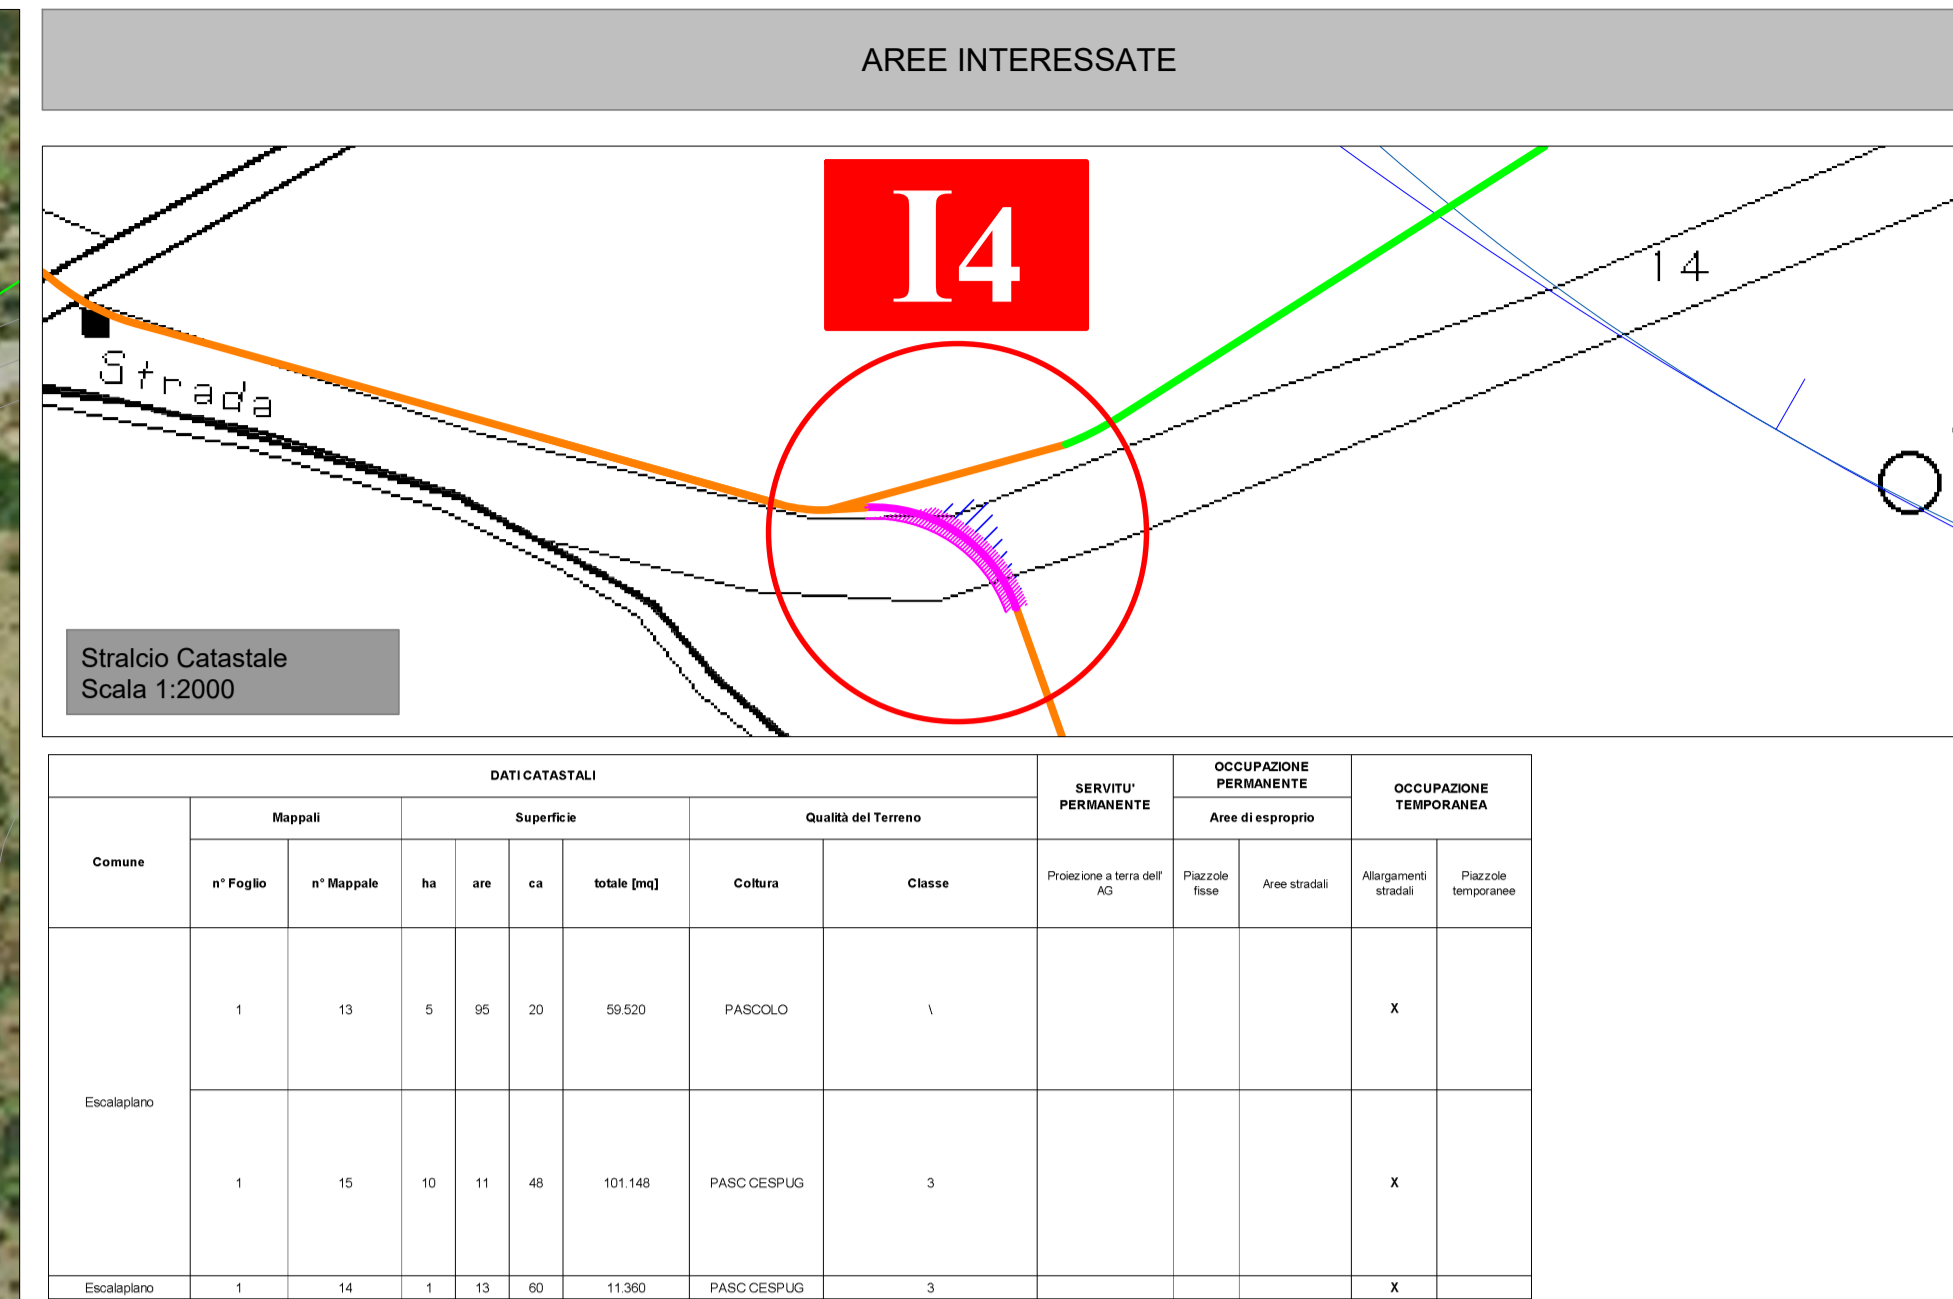 AREE INTERESSATE
I4
14
Strada
Stralcio Catastale
Scala 1:2000
DATI CATASTALI
SERVITU'
PERMANENTE
OCCUPAZIONE
PERMANENTE
OCCUPAZIONE
TEMPORANEA
Comune
Mappali
Superficie
Qualità del Terreno
Aree di esproprio
n° Foglio
n° Mappale
ha
are
ca
totale [mq]
Coltura
Classe
Proiezione a terra dell'
AG
Piazzole
fisse
Aree stradali
Allargamenti
stradali
Piazzole
temporanee
Escalaplano
1 13 5 95 20 59.520 PASCOLO \ X
1 15 10 11 48 101.148 PASC CESPUG 3 X
Escalaplano 1 14 1 13 60 11.360 PASC CESPUG 3 X